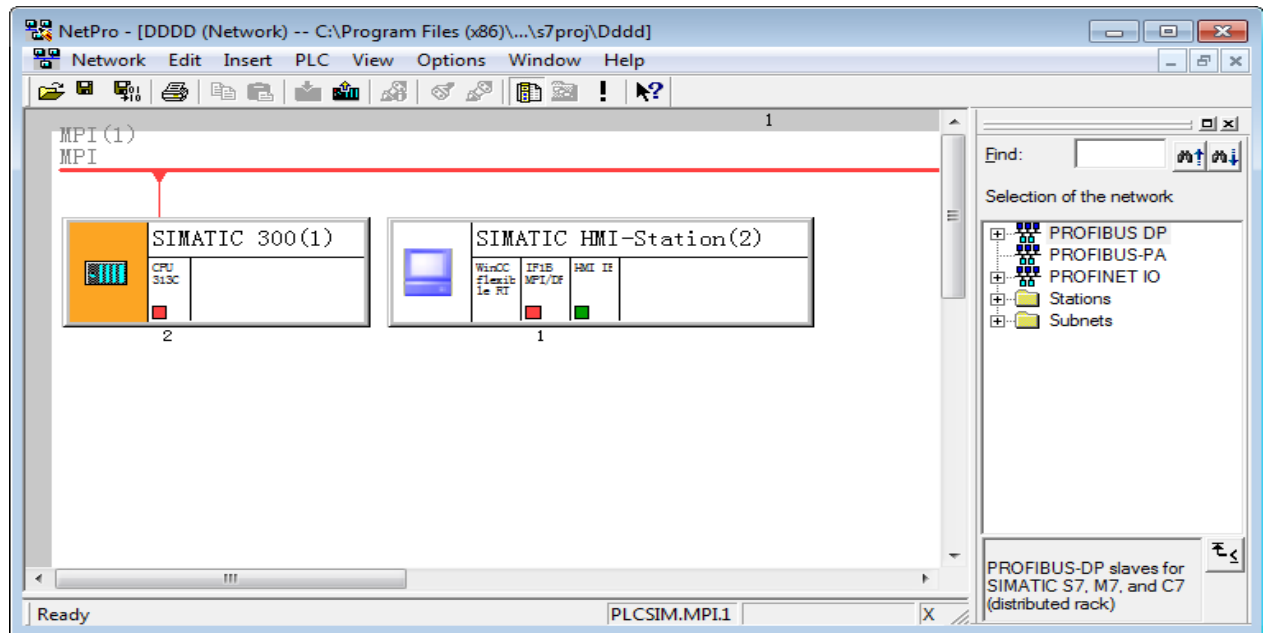 NetPro - [DDDD (Network) -- C:\Program Files (x86)\...\s7proj\Dddd]
Network Edit Insert PLC View Options Window Help
1
MPI(1)
MPI
SIMATIC 300(1)
CPU
313C
2
SIMATIC HMI-Station(2)
WinCC
flexib
le RT
IF1B
MPI/DP
HMI IE
1
Find:
Selection of the network
PROFIBUS DP
PROFIBUS-PA
PROFINET IO
Stations
Subnets
PROFIBUS-DP slaves for
SIMATIC S7, M7, and C7
(distributed rack)
Ready
PLCSIM.MPI.1
X